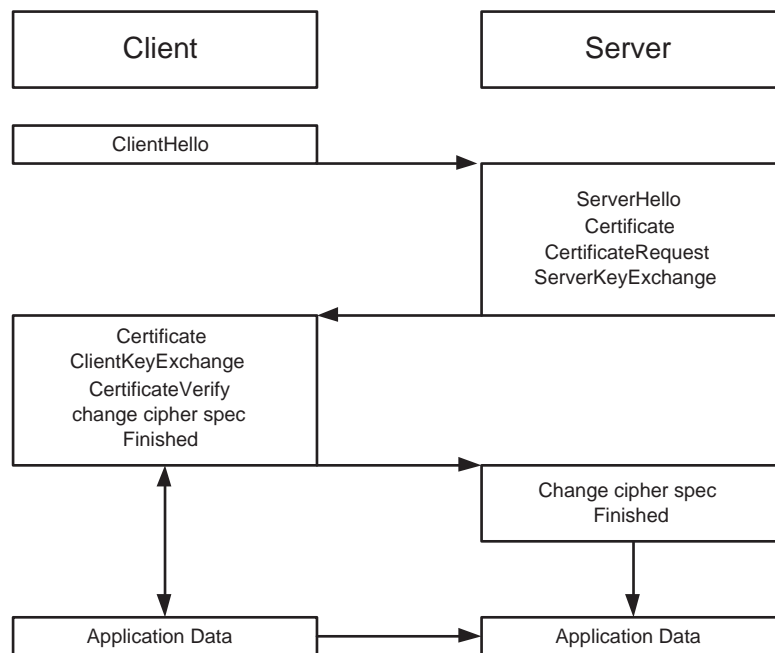 Client
Server
ClientHello
ServerHello
Certificate
CertificateRequest
ServerKeyExchange
Certificate
ClientKeyExchange
CertificateVerify
change cipher spec
Finished
Change cipher spec
Finished
Application Data
Application Data